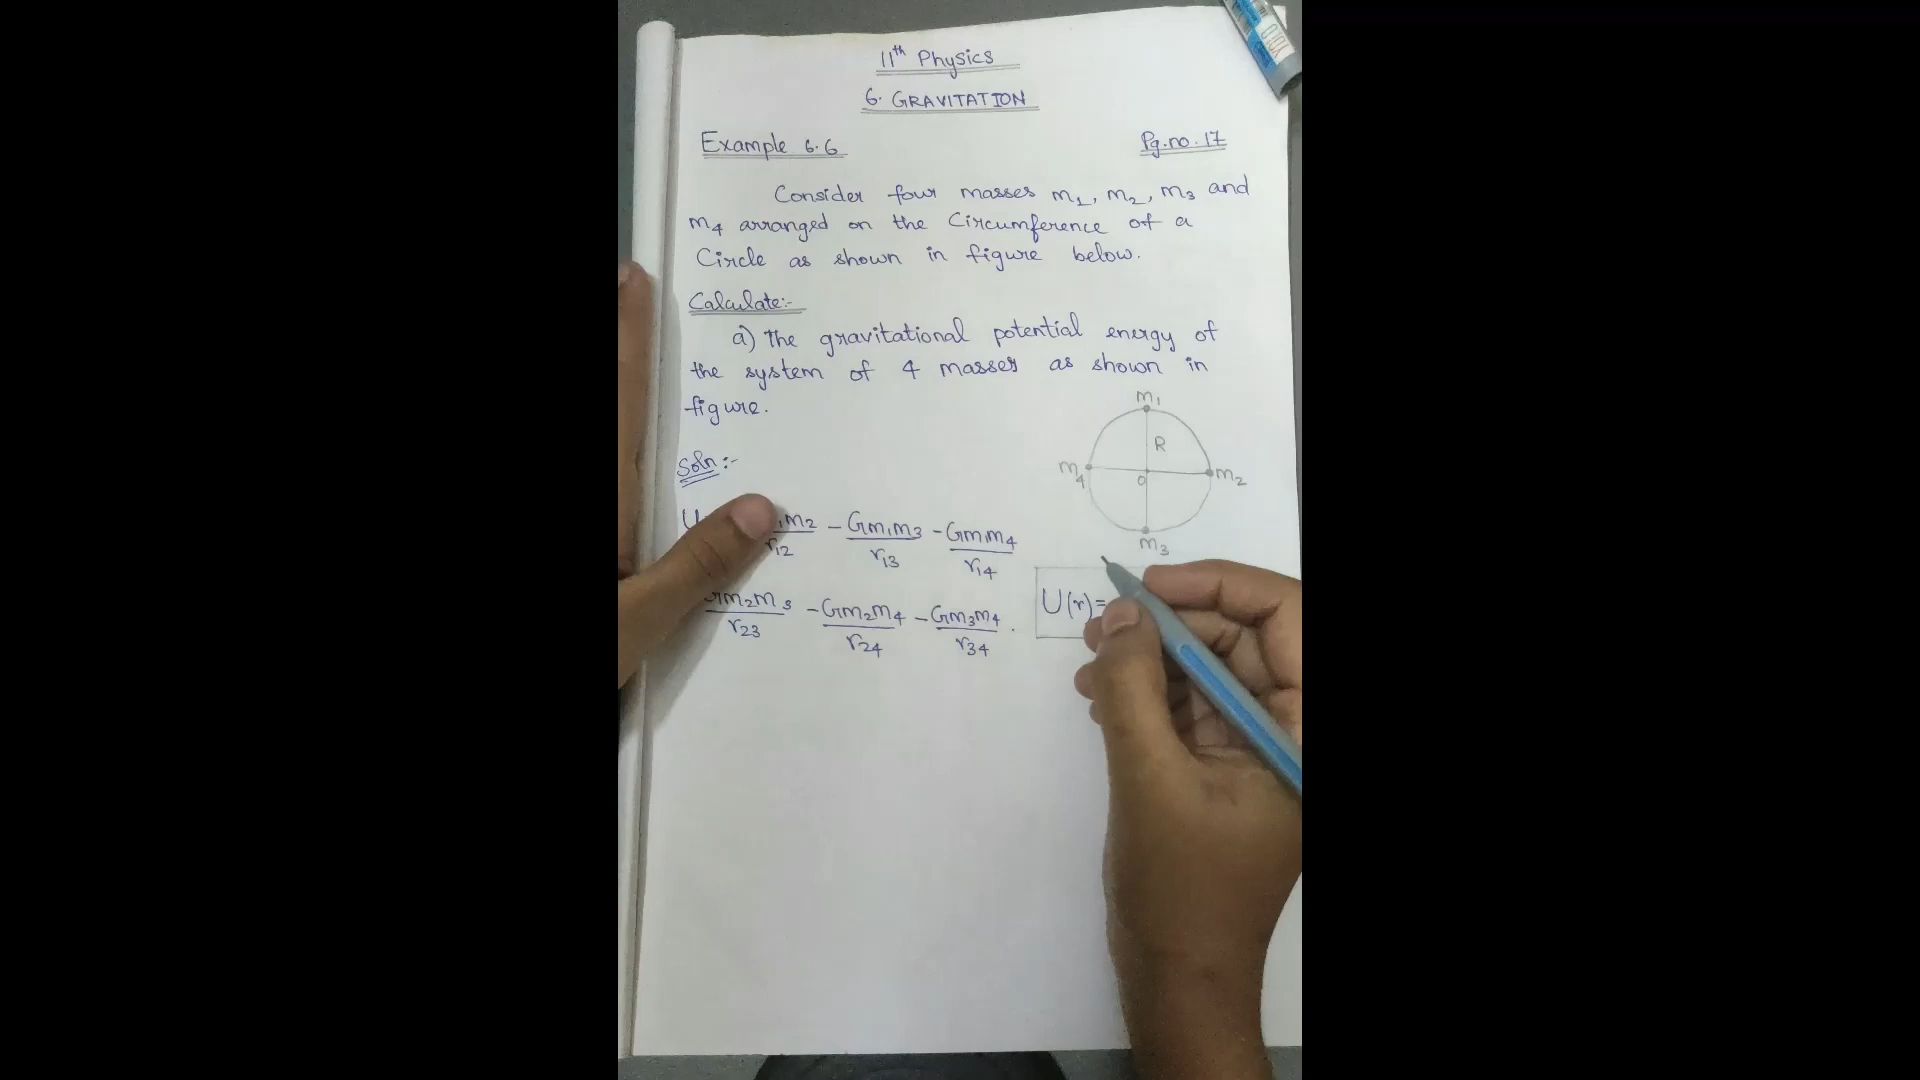 11th Physics
6. GRAVITATION
Example 6.6
Pg.no.17
Consider four masses m1, m2, m3 and
m4 arranged on the Circumference of a
Circle as shown in figure below.
Calculate:-
a) The gravitational potential energy of
the system of 4 masses as shown in
figure.
m1
R
m4
O
m2
m3
Soln:-
U
m2/r12 - Gm1m3/r13 - Gm1m4/r14
Gm2m3/r23 - Gm2m4/r24 - Gm3m4/r34 .
U(r)=